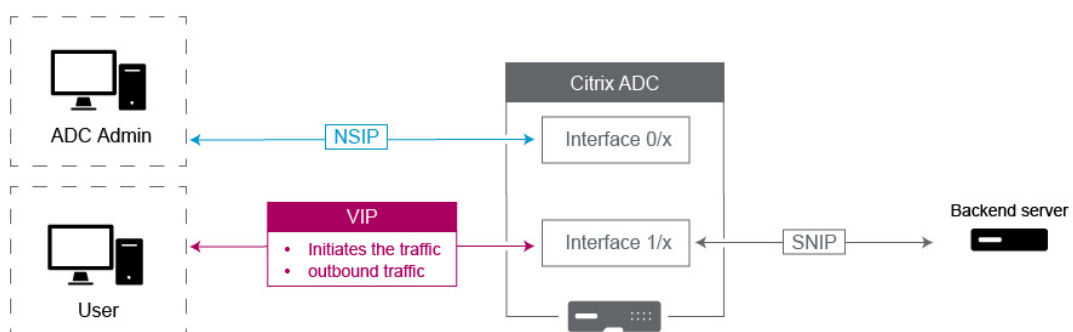 Citrix ADC
ADC Admin
NSIP
Interface 0/x
VIP
• Initiates the traffic
• outbound traffic
Interface 1/x
SNIP
Backend server
User